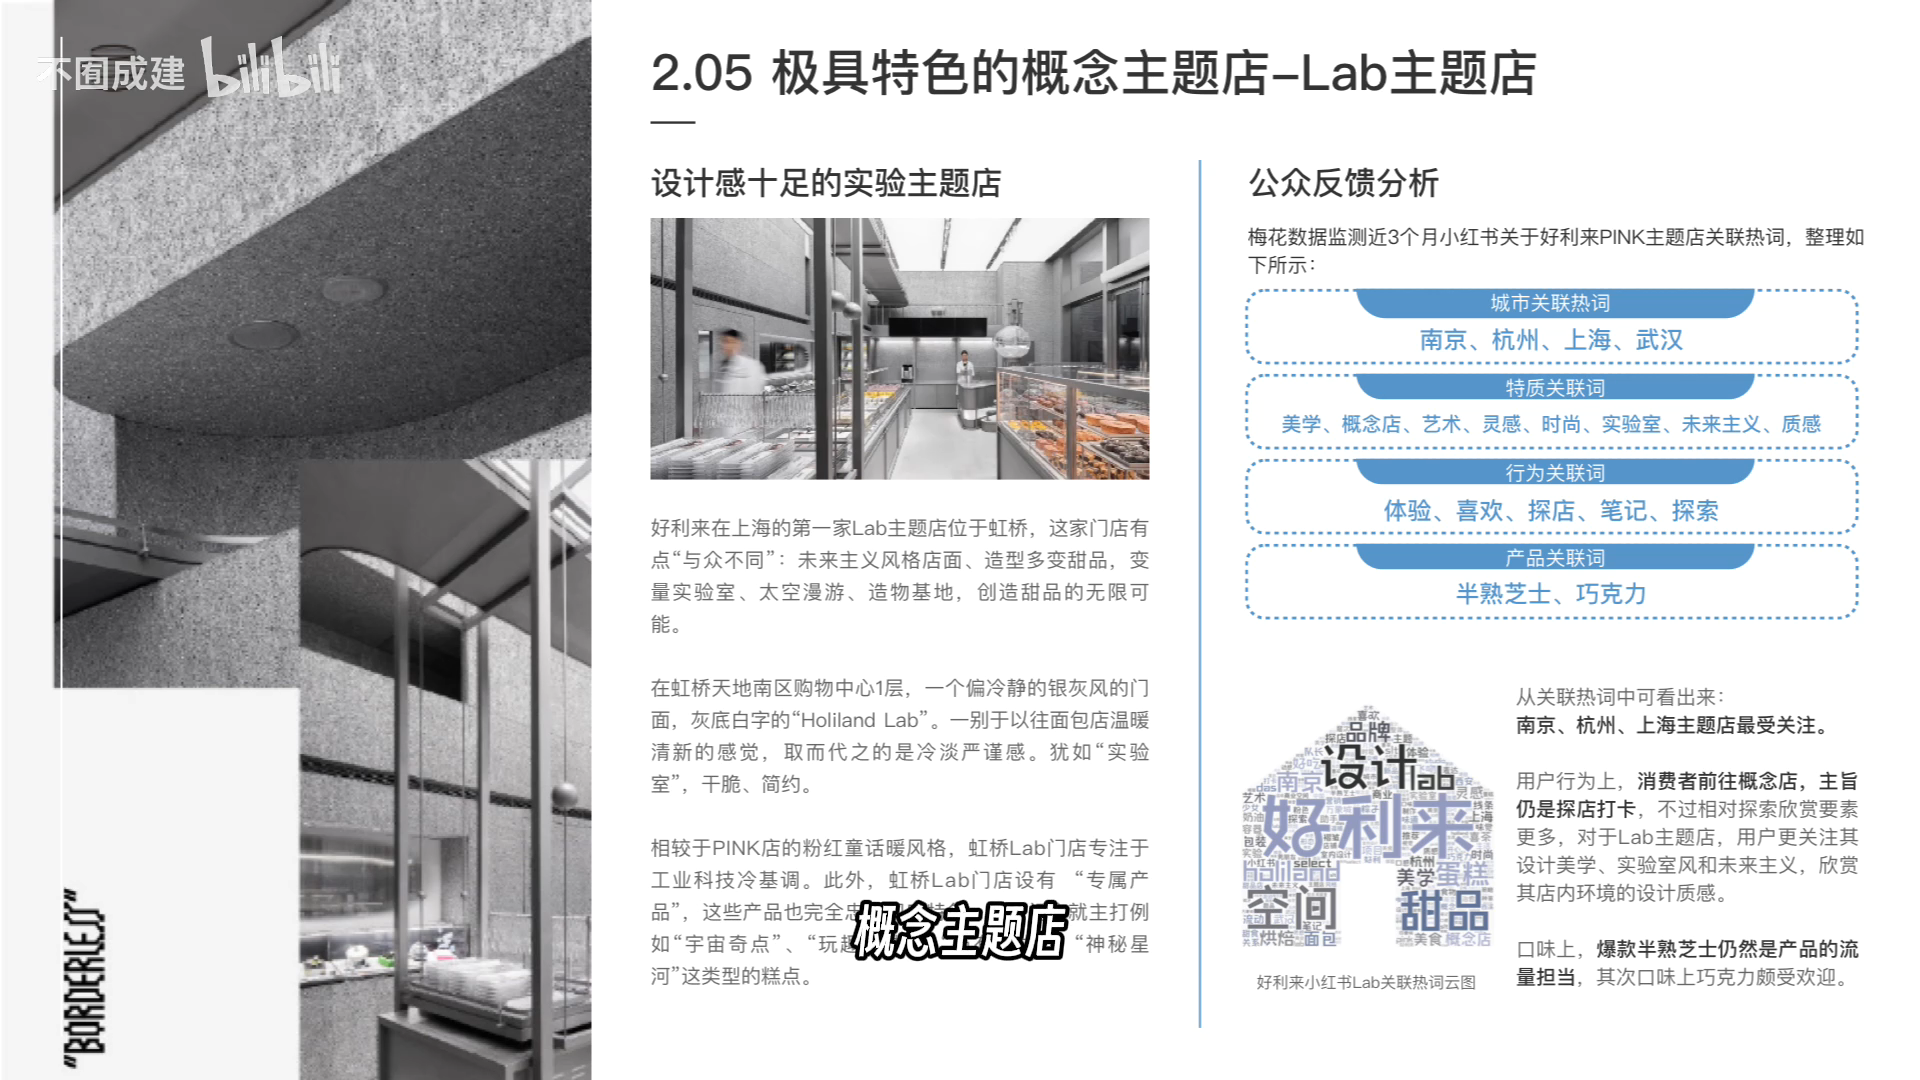 不囿成建 bilibili
2.05 极具特色的概念主题店–Lab主题店
设计感十足的实验主题店
好利来在上海的第一家Lab主题店位于虹桥，这家门店有
点“与众不同”：未来主义风格店面、造型多变甜品，变
量实验室、太空漫游、造物基地，创造甜品的无限可
能。
在虹桥天地南区购物中心1层，一个偏冷静的银灰风的门
面，灰底白字的“Holiland Lab”。一别于以往面包店温暖
清新的感觉，取而代之的是冷淡严谨感。犹如“实验
室”，干脆、简约。
相较于PINK店的粉红童话暖风格，虹桥Lab门店专注于
工业科技冷基调。此外，虹桥Lab门店设有 “专属产
品”，这些产品也完全忠 就主打例
如“宇宙奇点”、“玩 “神秘星
河”这类型的糕点。
概念主题店
“BORDERLESS”
公众反馈分析
梅花数据监测近3个月小红书关于好利来PINK主题店关联热词，整理如
下所示：
城市关联热词
南京、杭州、上海、武汉
特质关联词
美学、概念店、艺术、灵感、时尚、实验室、未来主义、质感
行为关联词
体验、喜欢、探店、笔记、探索
产品关联词
半熟芝士、巧克力
喜欢
品牌
设计 lab
南京
好利来
select
杭州
时尚
holiland
美学 蛋糕
空间 甜品
烘焙 面包 美食 概念店
好利来小红书Lab关联热词云图
从关联热词中可看出来：
南京、杭州、上海主题店最受关注。
用户行为上，消费者前往概念店，主旨
仍是探店打卡，不过相对探索欣赏要素
更多，对于Lab主题店，用户更关注其
设计美学、实验室风和未来主义，欣赏
其店内环境的设计质感。
口味上，爆款半熟芝士仍然是产品的流
量担当，其次口味上巧克力颇受欢迎。